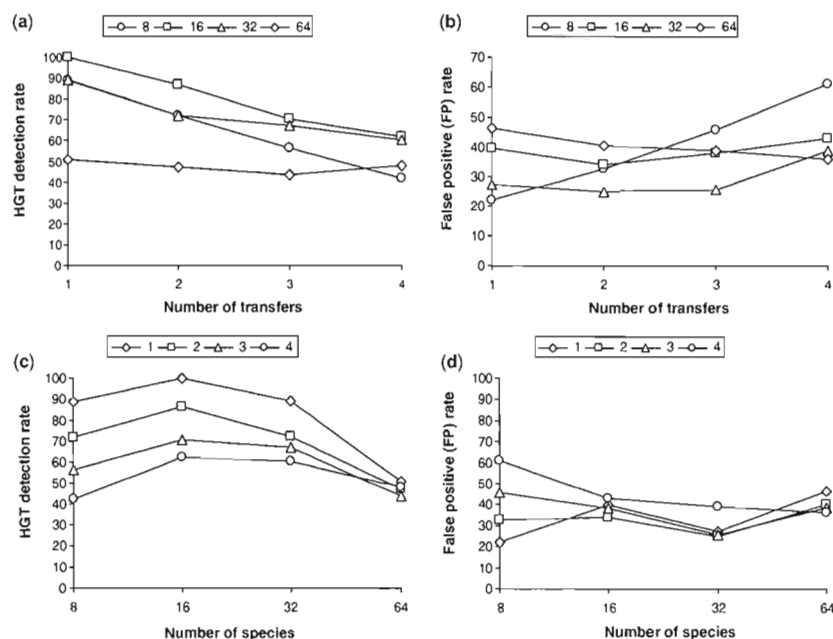 (a)
8 16 32 64
HGT detection rate
100
90
80
70
60
50
40
30
20
10
0
1 2 3 4
Number of transfers
(b)
8 16 32 64
False positive (FP) rate
70
60
50
40
30
20
10
0
1 2 3 4
Number of transfers
(c)
1 2 3 4
HGT detection rate
100
90
80
70
60
50
40
30
20
10
0
8 16 32 64
Number of species
(d)
1 2 3 4
False positive (FP) rate
100
90
80
70
60
50
40
30
20
10
0
8 16 32 64
Number of species